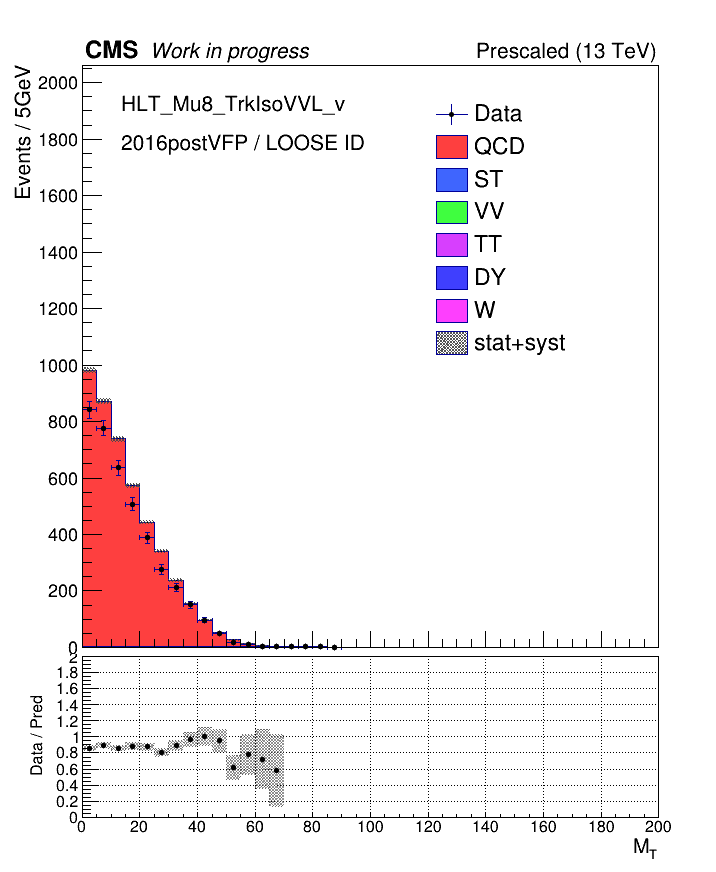 CMS Work in progress Prescaled (13 TeV)
Events / 5GeV
HLT_Mu8_TrkIsoVVL_v
2016postVFP / LOOSE ID
Data
QCD
ST
VV
TT
DY
W
stat+syst
2000
1800
1600
1400
1200
1000
800
600
400
200
0
Data / Pred
2
1.8
1.6
1.4
1.2
1
0.8
0.6
0.4
0.2
0
0 20 40 60 80 100 120 140 160 180 200
M_T